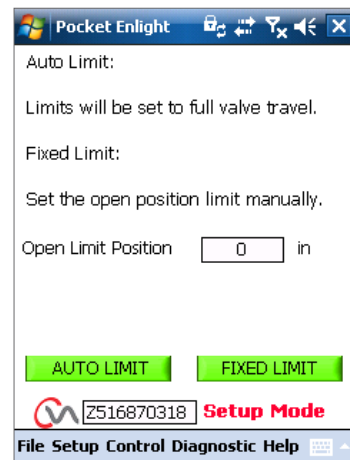 Pocket Enlight
Auto Limit:
Limits will be set to full valve travel.
Fixed Limit:
Set the open position limit manually.
Open Limit Position 0 in
AUTO LIMIT FIXED LIMIT
Z516870318 Setup Mode
File Setup Control Diagnostic Help